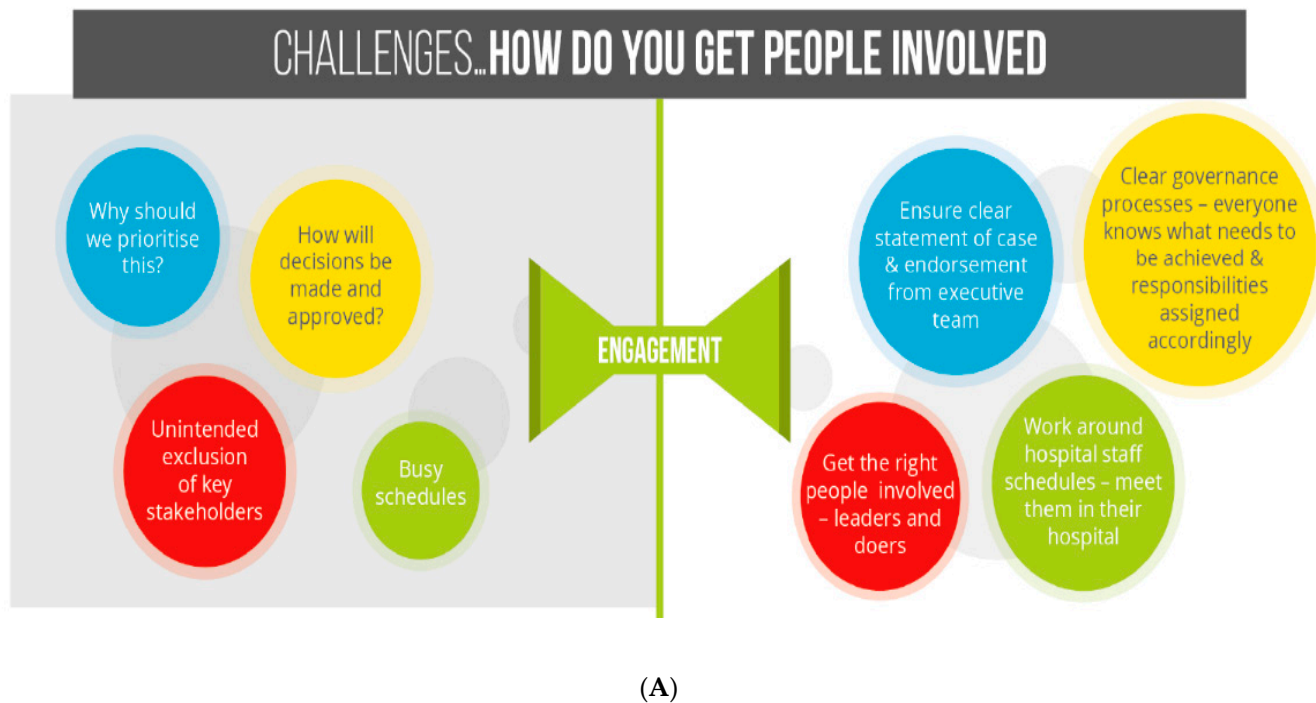 CHALLENGES...HOW DO YOU GET PEOPLE INVOLVED
Why should
we prioritise
this?
How will
decisions be
made and
approved?
Unintended
exclusion
of key
stakeholders
Busy
schedules
ENGAGEMENT
Ensure clear
statement of case
& endorsement
from executive
team
Clear governance
processes – everyone
knows what needs to
be achieved &
responsibilities
assigned
accordingly
Get the right
people involved
– leaders and
doers
Work around
hospital staff
schedules – meet
them in their
hospital
(A)